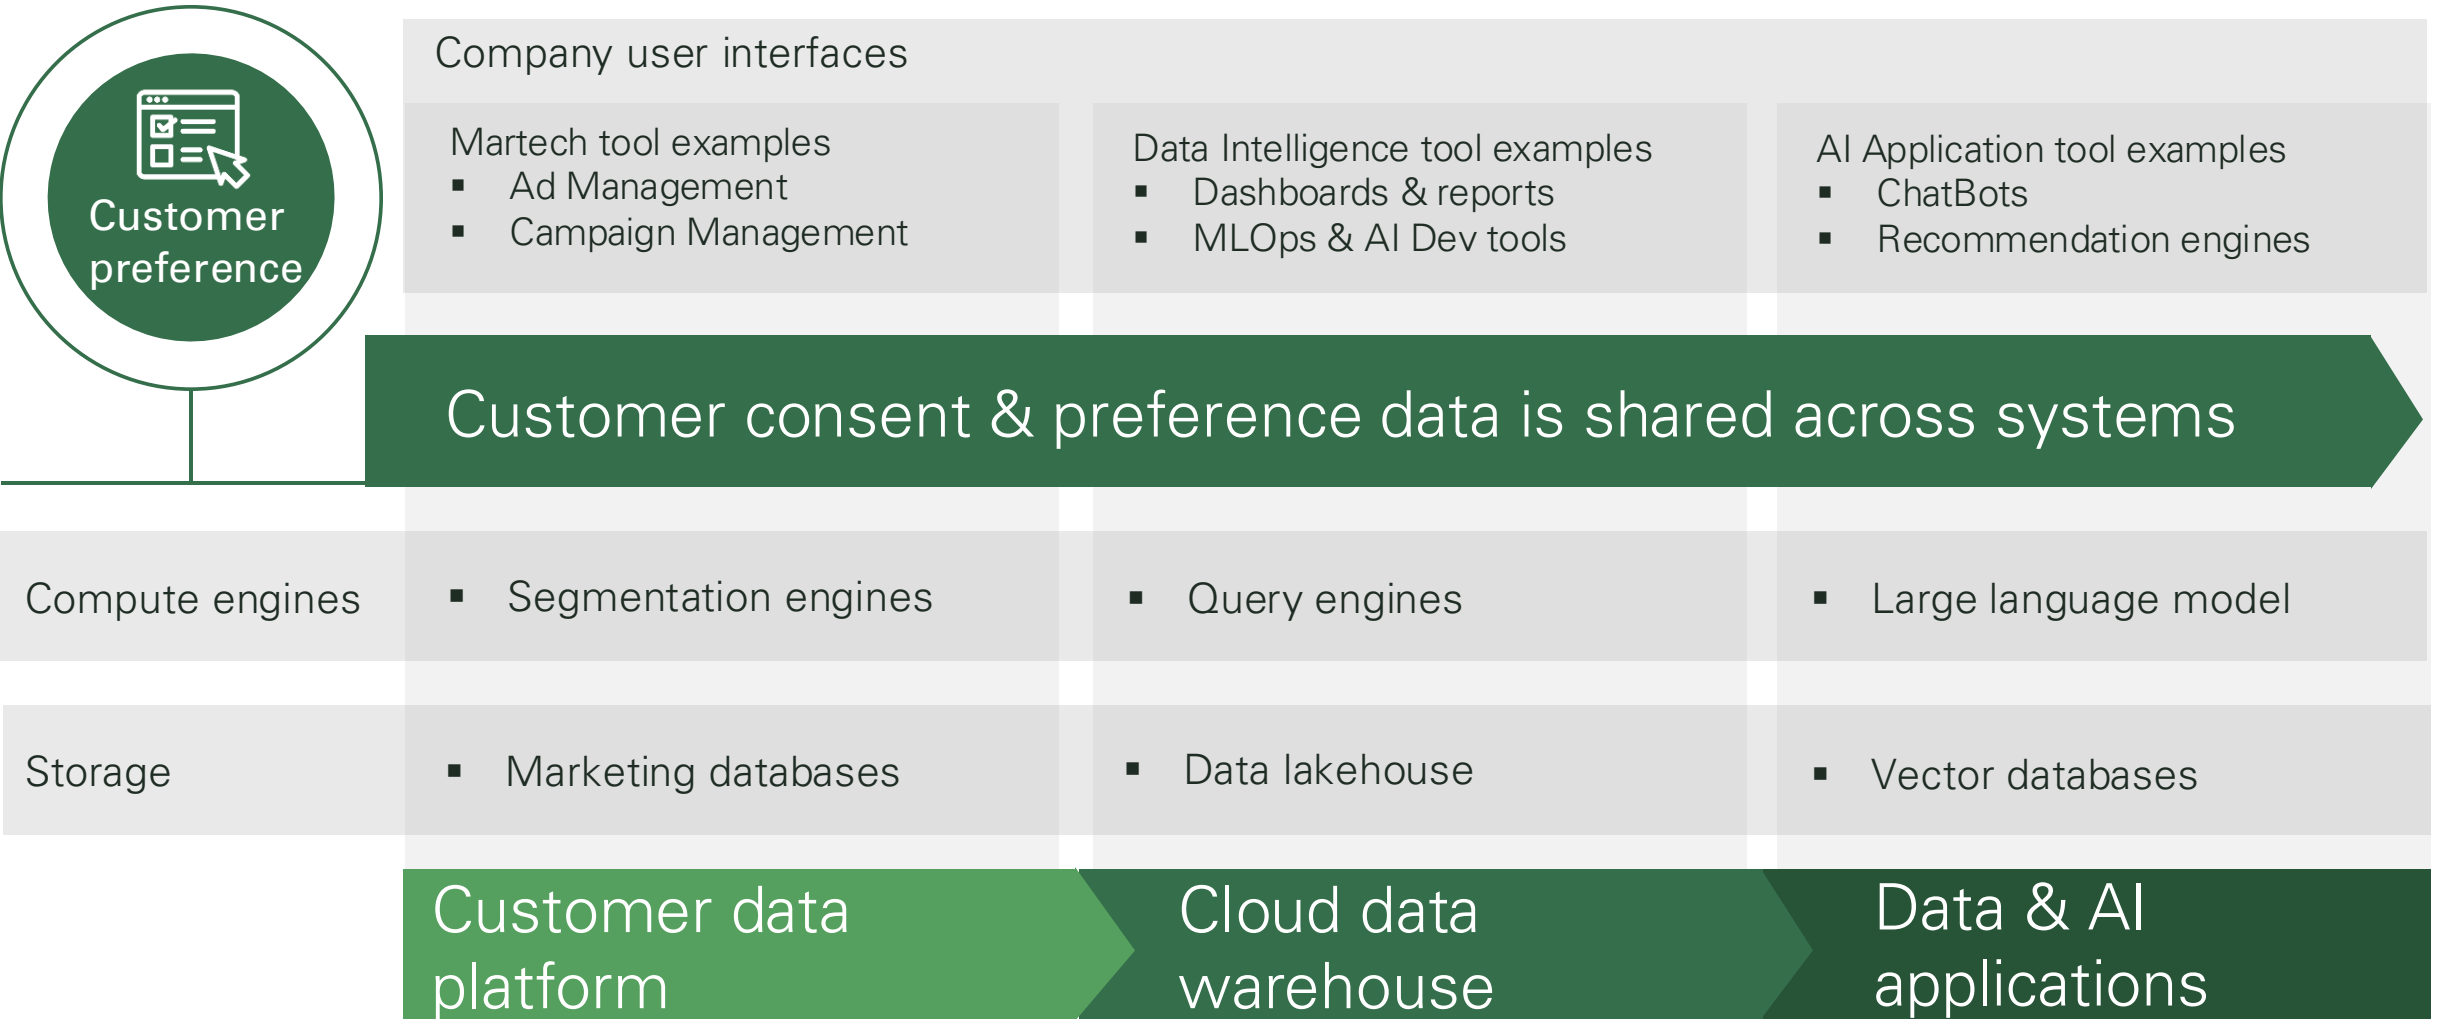 Customer
preference
Company user interfaces
Martech tool examples
▪ Ad Management
▪ Campaign Management
Data Intelligence tool examples
▪ Dashboards & reports
▪ MLOps & AI Dev tools
AI Application tool examples
▪ ChatBots
▪ Recommendation engines
Customer consent & preference data is shared across systems
Compute engines
▪ Segmentation engines
▪ Query engines
▪ Large language model
Storage
▪ Marketing databases
▪ Data lakehouse
▪ Vector databases
Customer data
platform
Cloud data
warehouse
Data & AI
applications